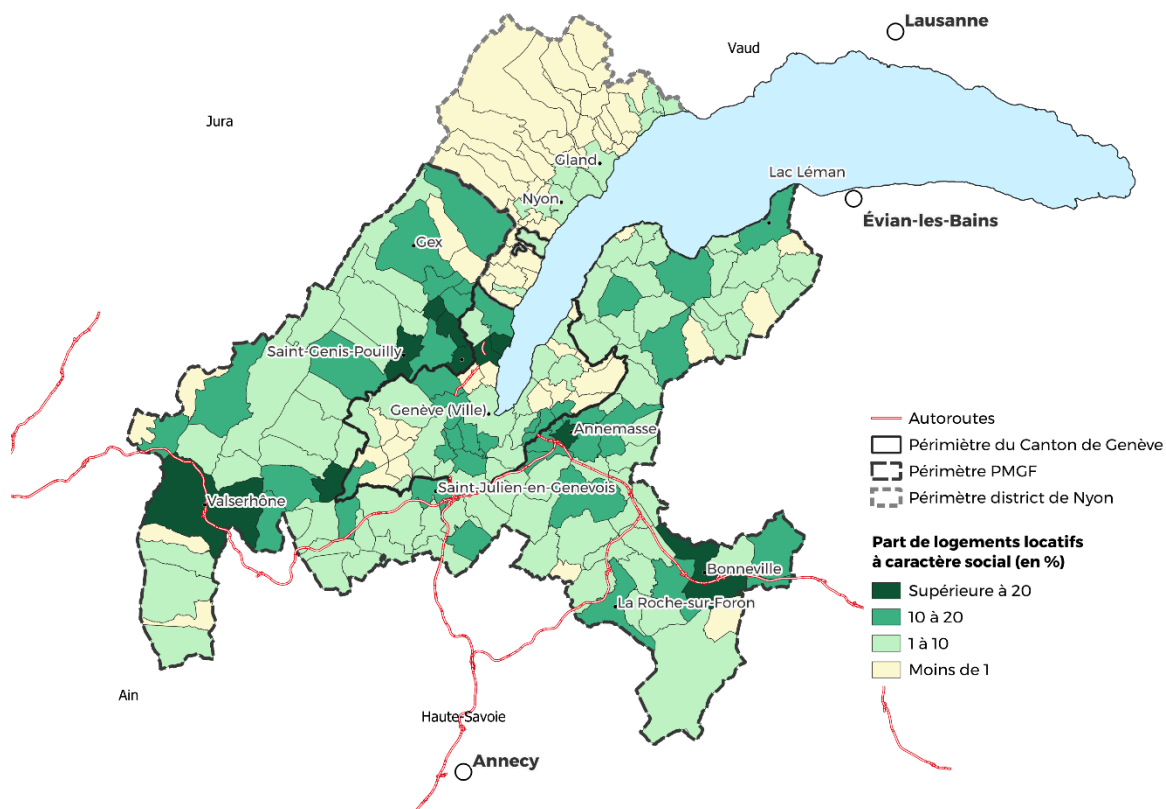 Lausanne
Vaud
Jura
Gland
Lac Léman
Nyon
Évian-les-Bains
Gex
Saint-Genis-Pouilly
Genève (Ville)
Annemasse
Saint-Julien-en-Genevois
Valserhône
Bonneville
La Roche-sur-Foron
Ain
Haute-Savoie
Annecy
Autoroutes
Périmiètre du Canton de Genève
Périmètre PMGF
Périmètre district de Nyon
Part de logements locatifs
à caractère social (en %)
Supérieure à 20
10 à 20
1 à 10
Moins de 1